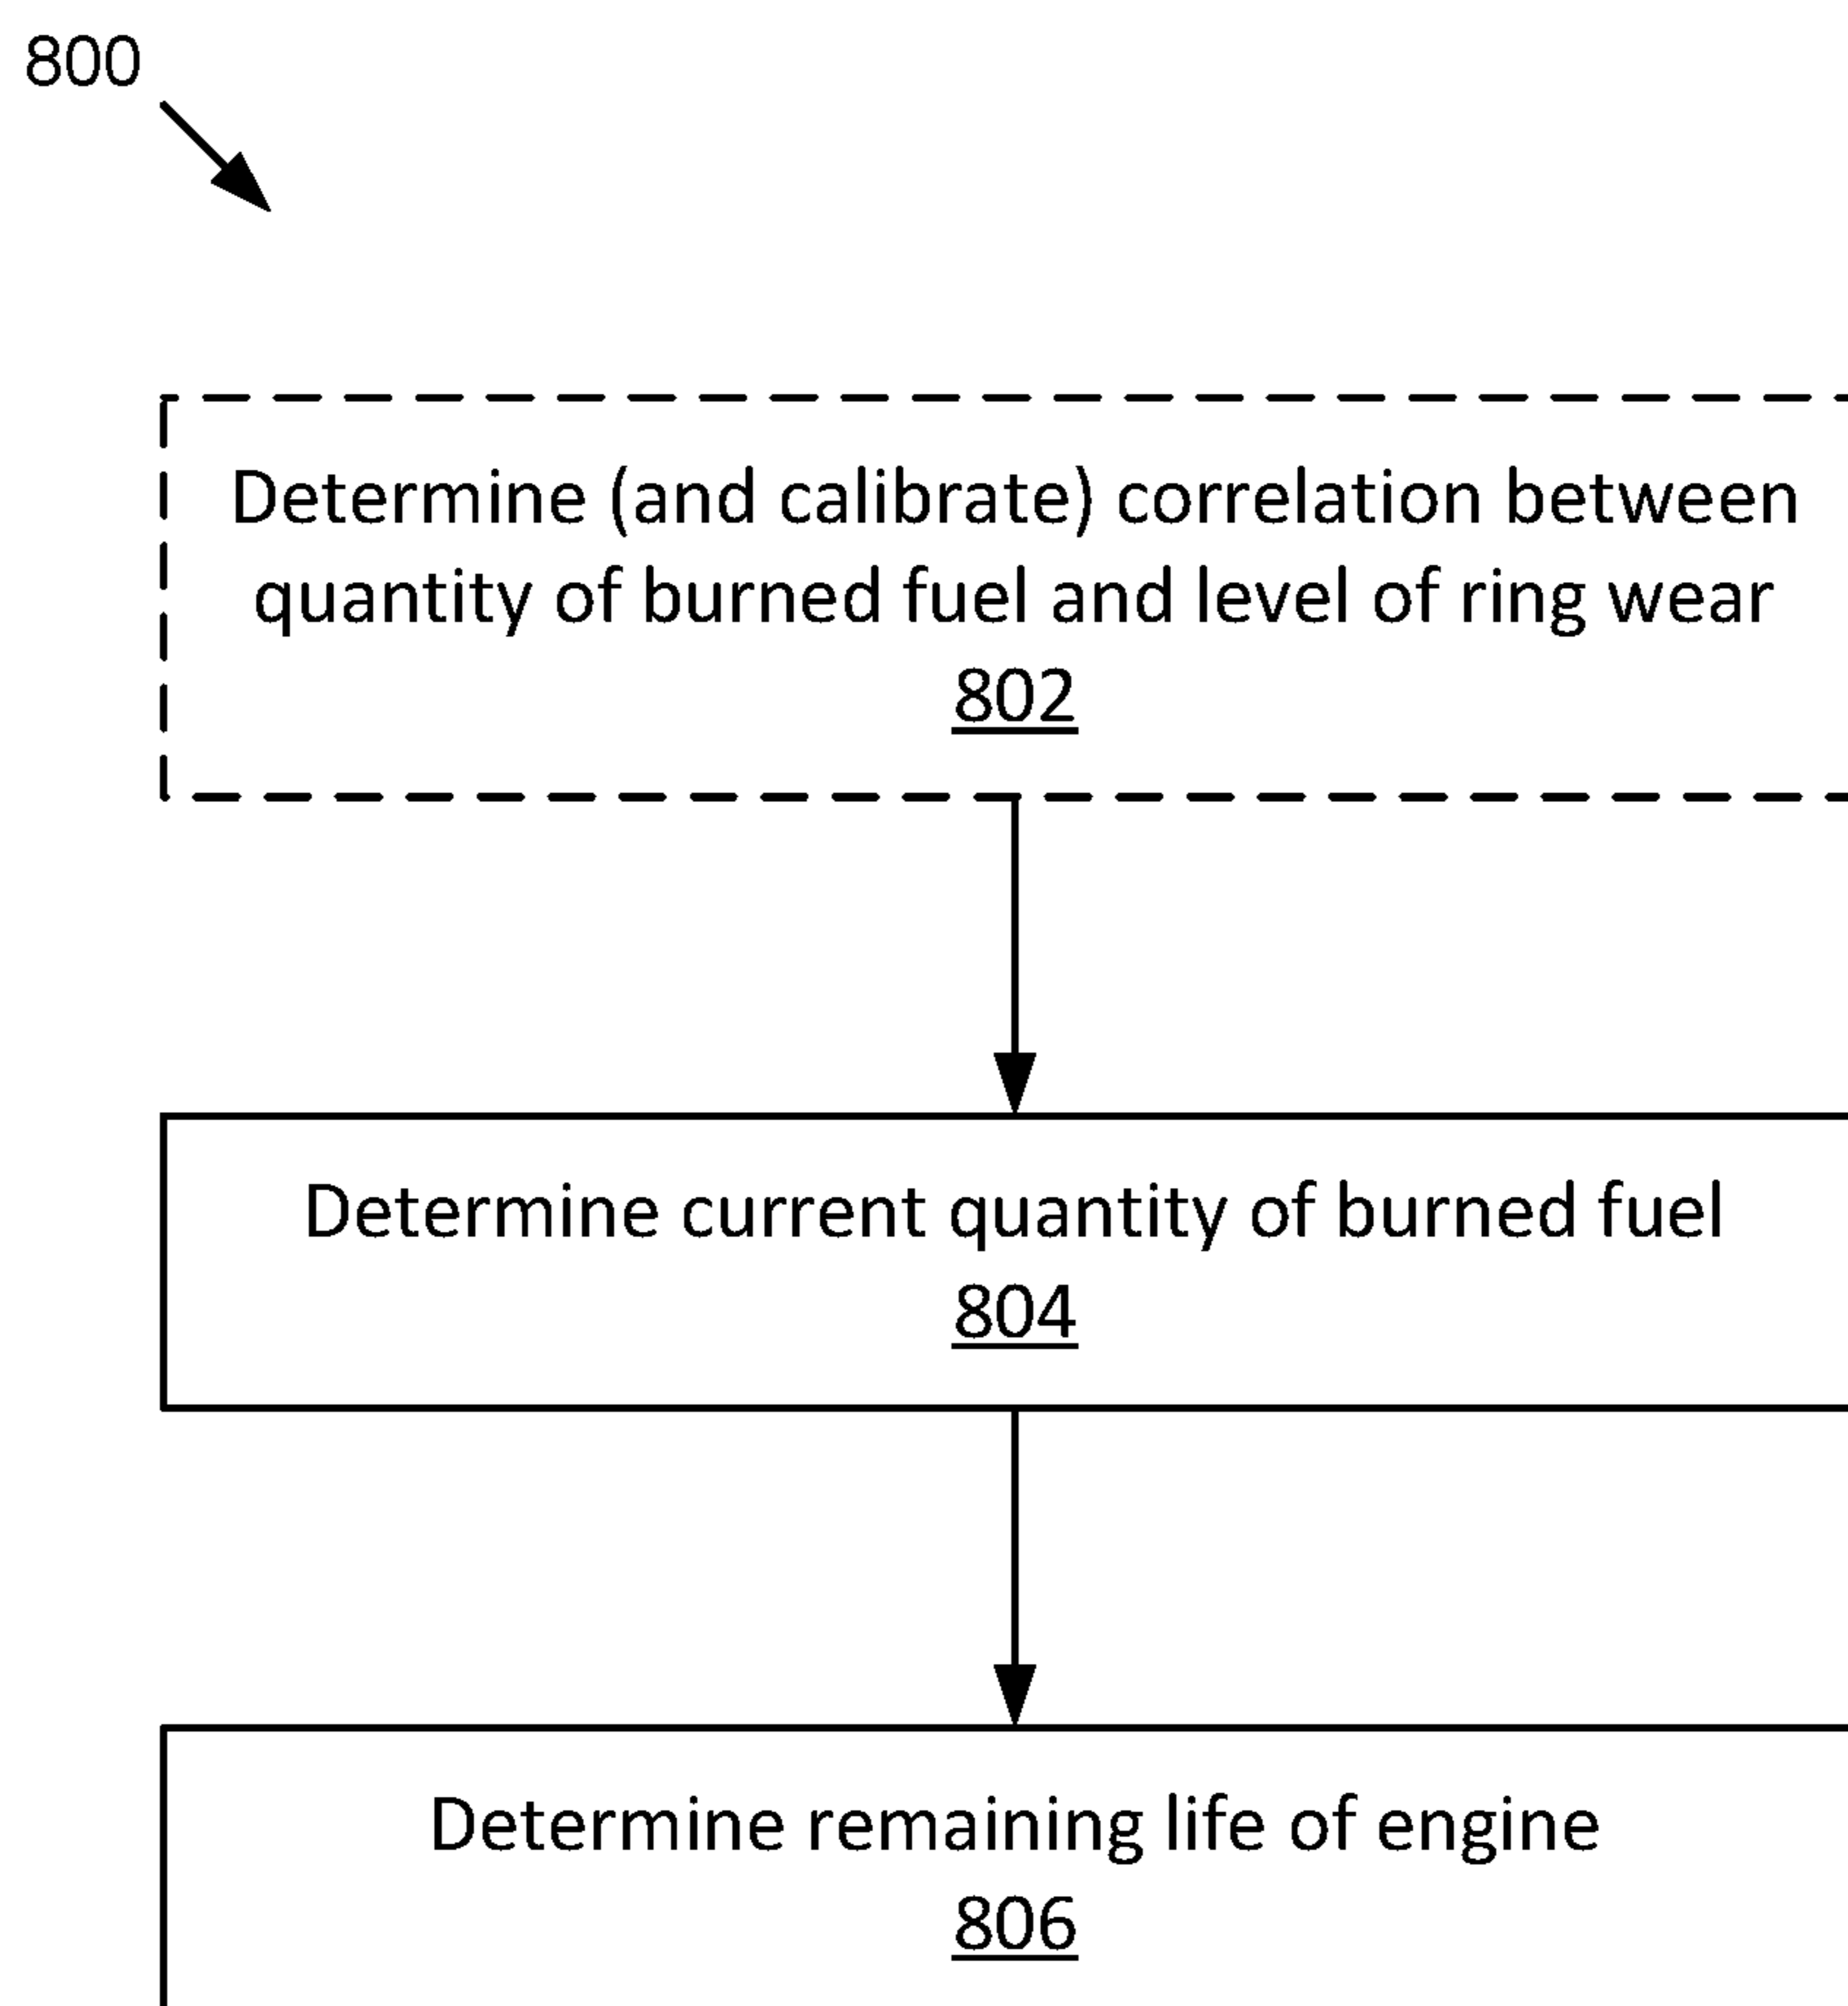 800
Determine (and calibrate) correlation between
quantity of burned fuel and level of ring wear
802
Determine current quantity of burned fuel
804
Determine remaining life of engine
806